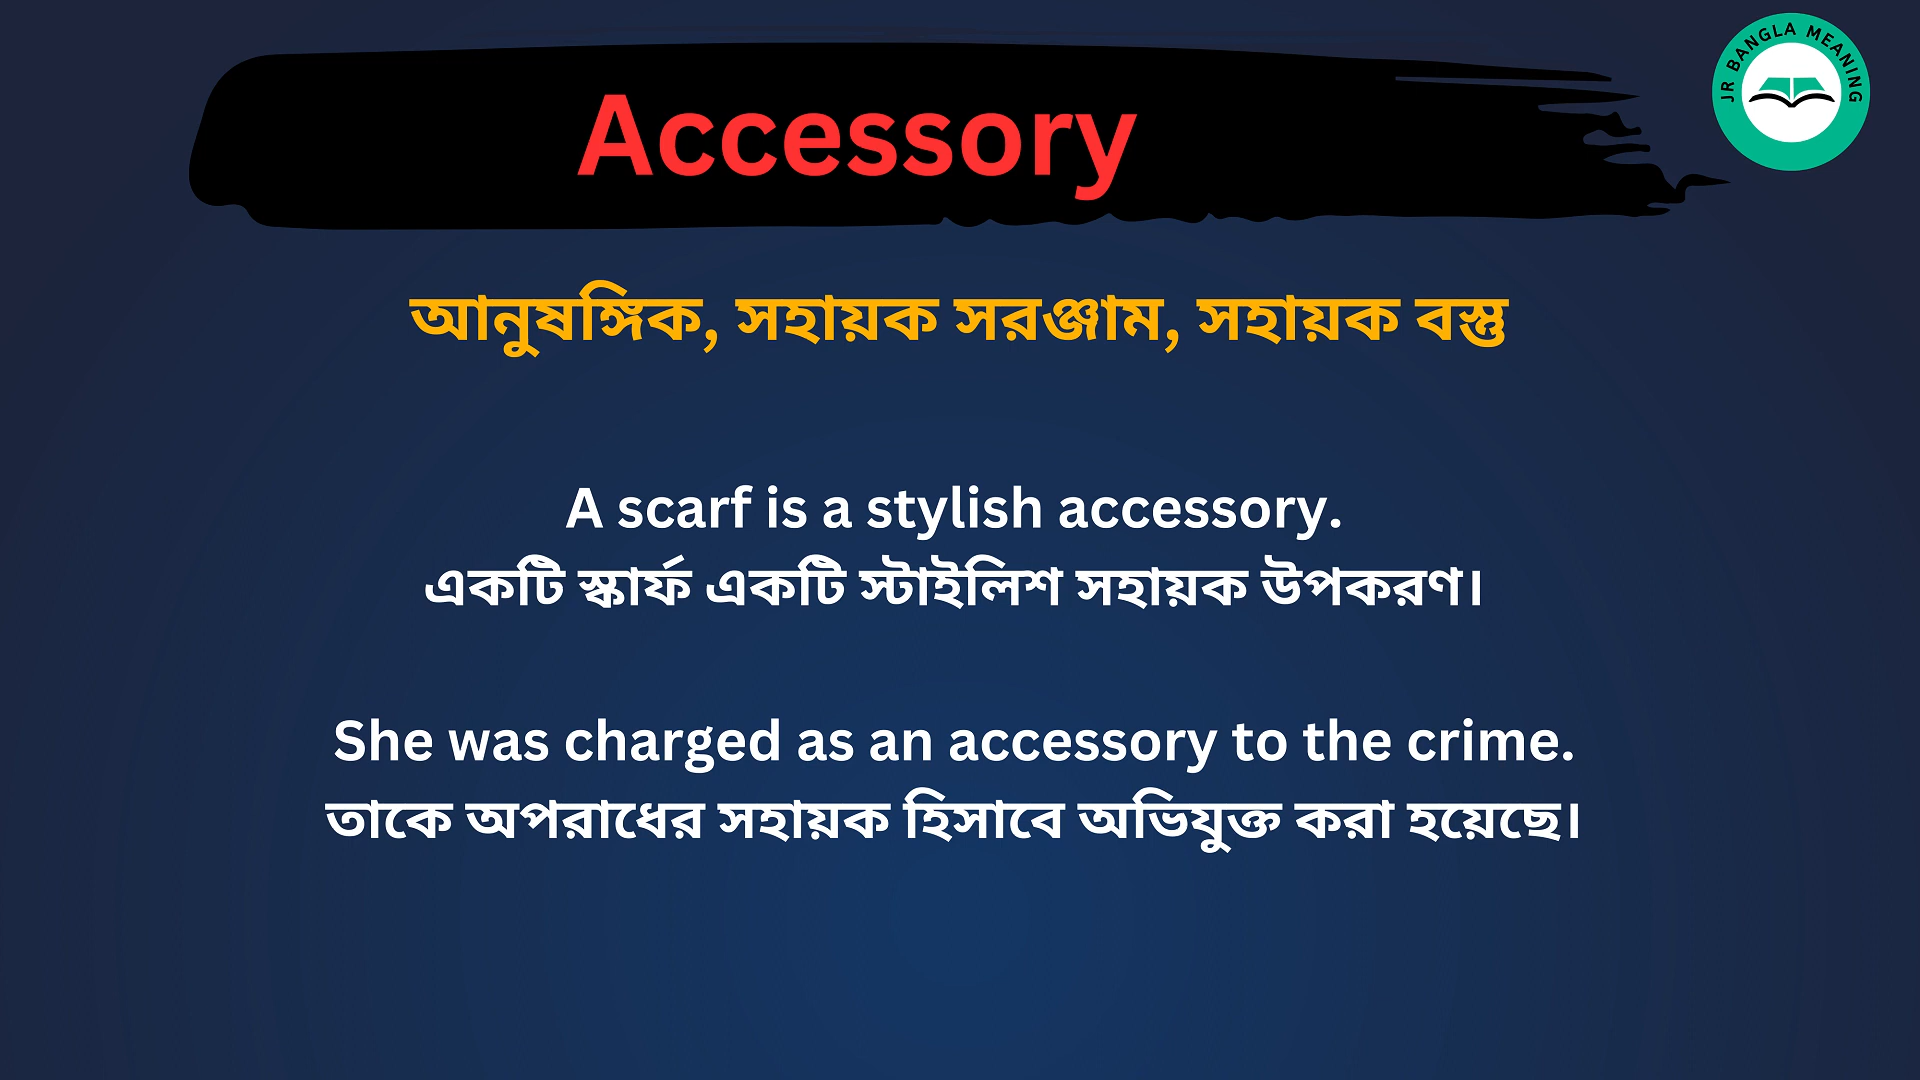 Accessory
JR BANGLA MEANING
আনুষঙ্গিক, সহায়ক সরঞ্জাম, সহায়ক বস্তু
A scarf is a stylish accessory.
একটি স্কার্ফ একটি স্টাইলিশ সহায়ক উপকরণ।
She was charged as an accessory to the crime.
তাকে অপরাধের সহায়ক হিসাবে অভিযুক্ত করা হয়েছে।